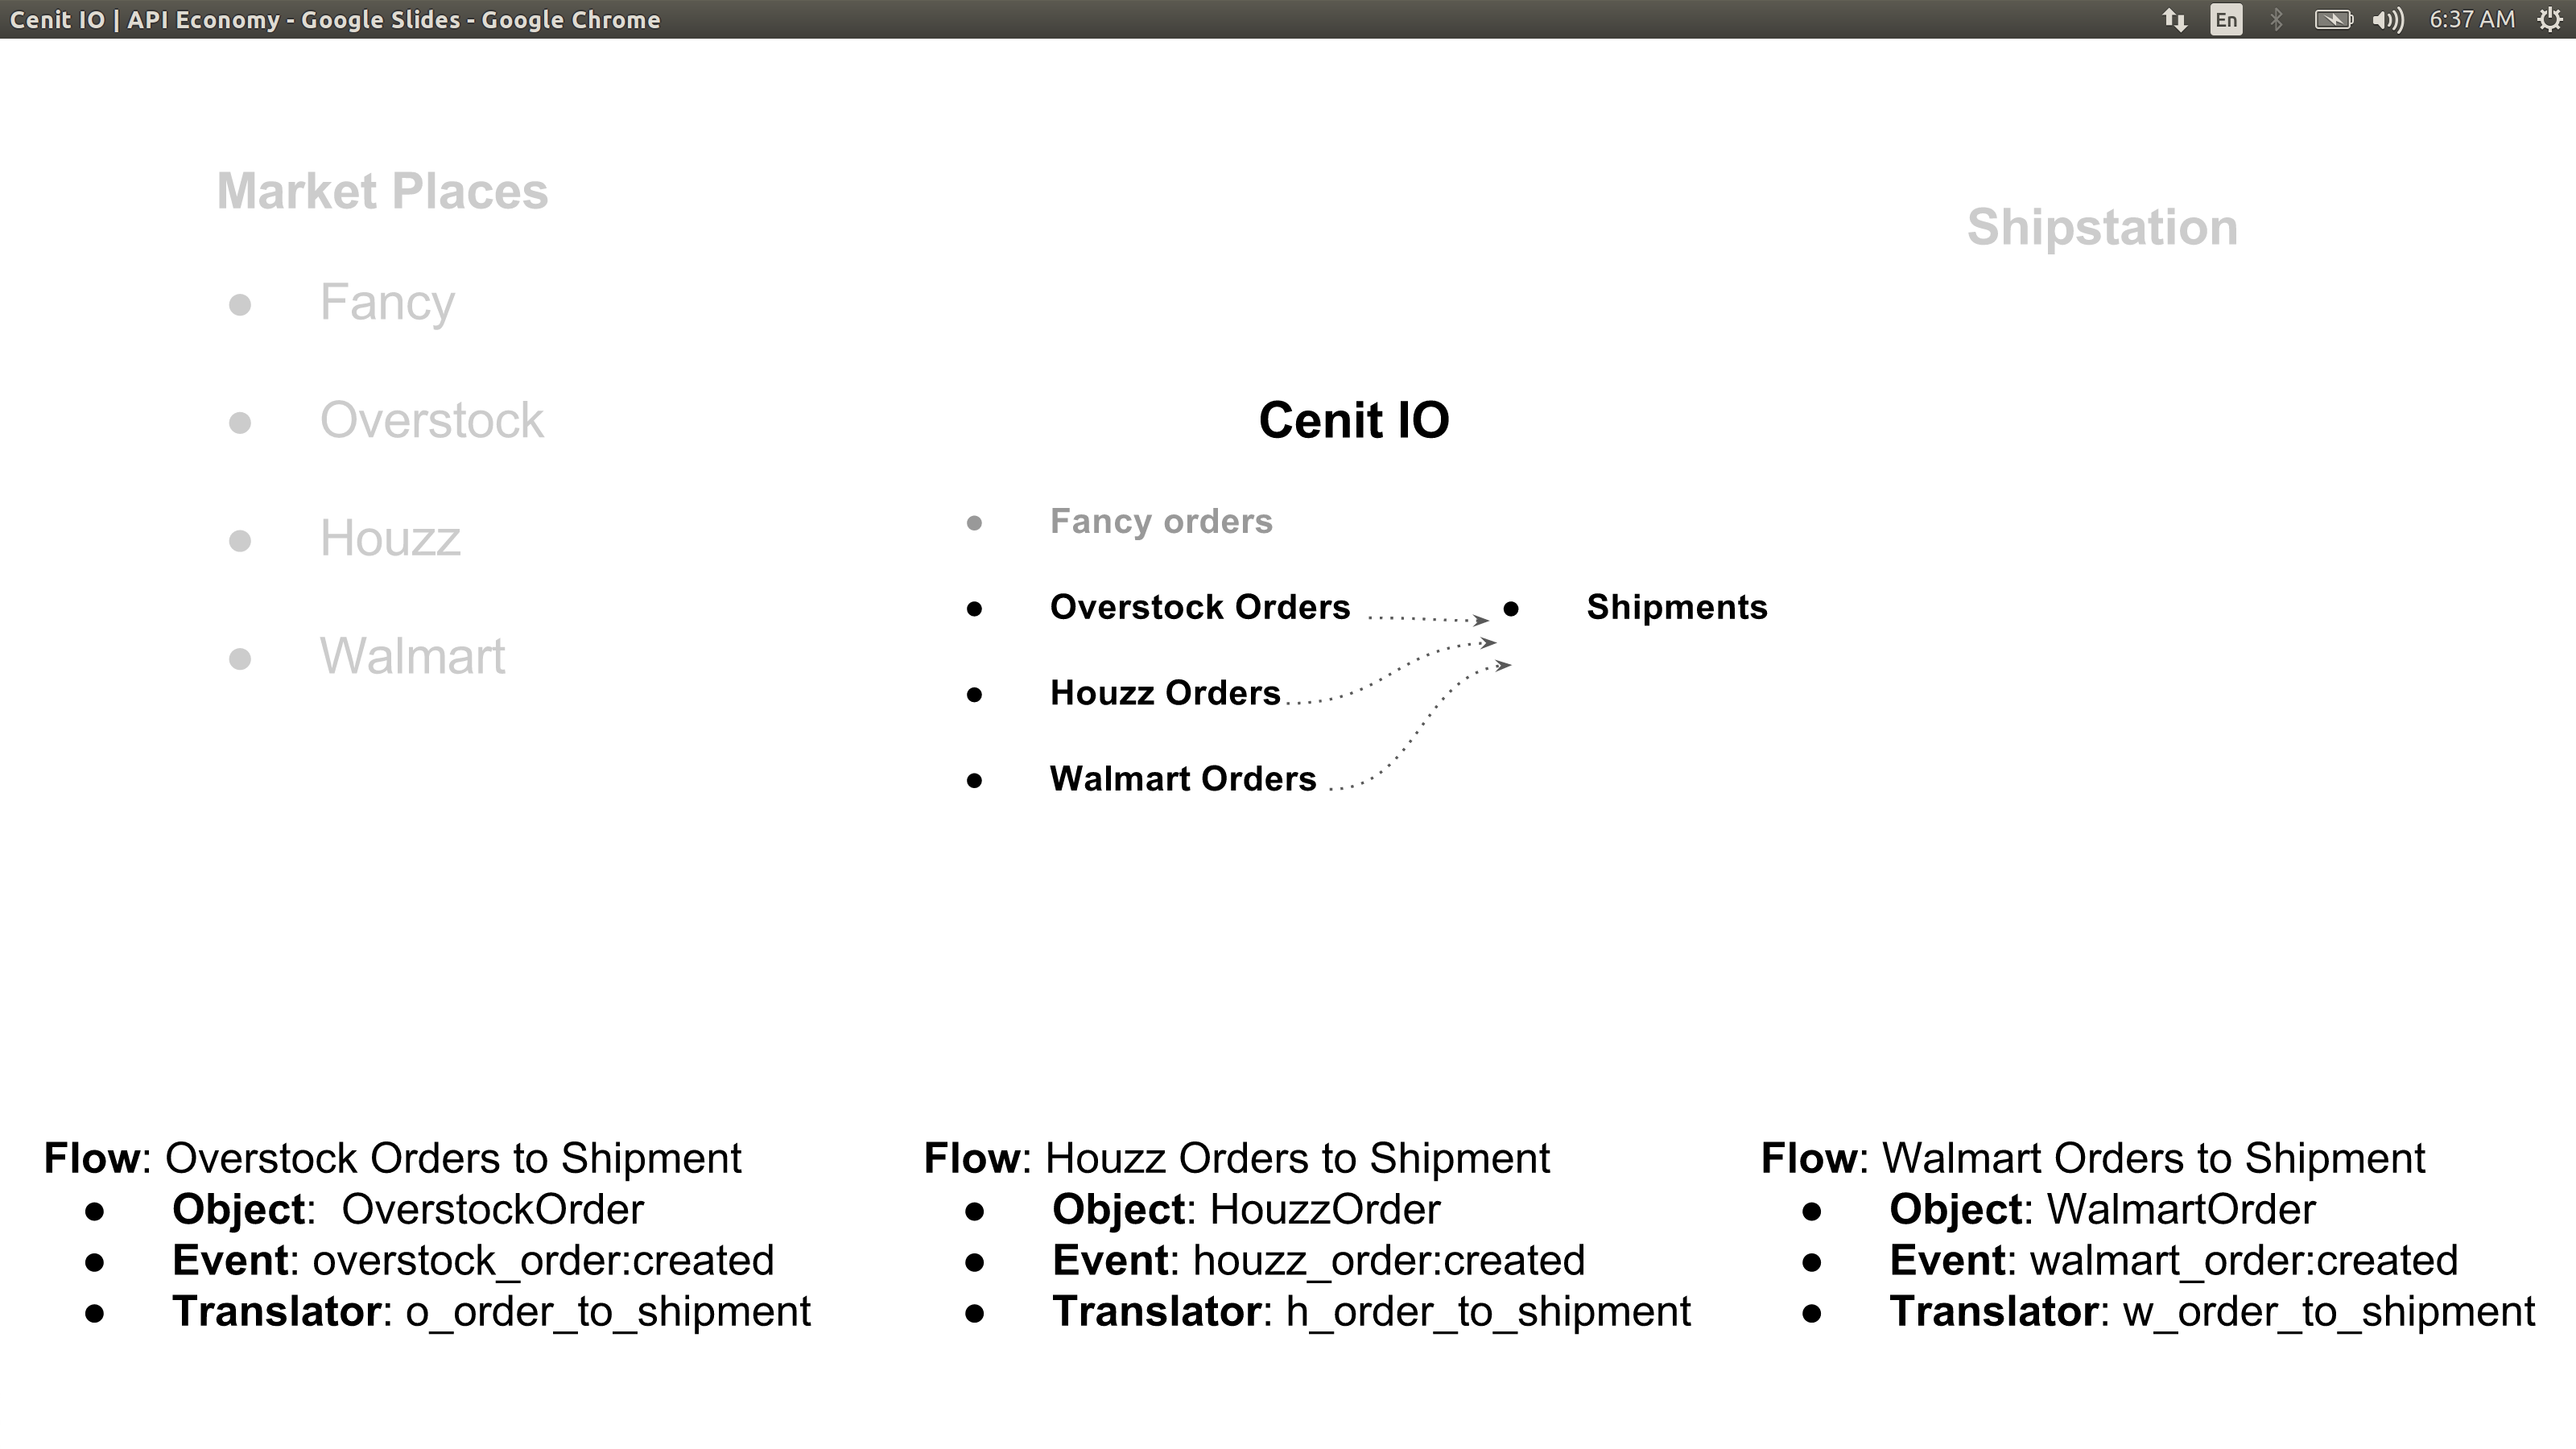 Cenit IO | API Economy - Google Slides - Google Chrome
En
6:37 AM
Market Places
● Fancy
● Overstock
● Houzz
● Walmart
Shipstation
Cenit IO
● Fancy orders
● Overstock Orders
● Houzz Orders
● Walmart Orders
● Shipments
Flow: Overstock Orders to Shipment
● Object:  OverstockOrder
● Event: overstock_order:created
● Translator: o_order_to_shipment
Flow: Houzz Orders to Shipment
● Object: HouzzOrder
● Event: houzz_order:created
● Translator: h_order_to_shipment
Flow: Walmart Orders to Shipment
● Object: WalmartOrder
● Event: walmart_order:created
● Translator: w_order_to_shipment